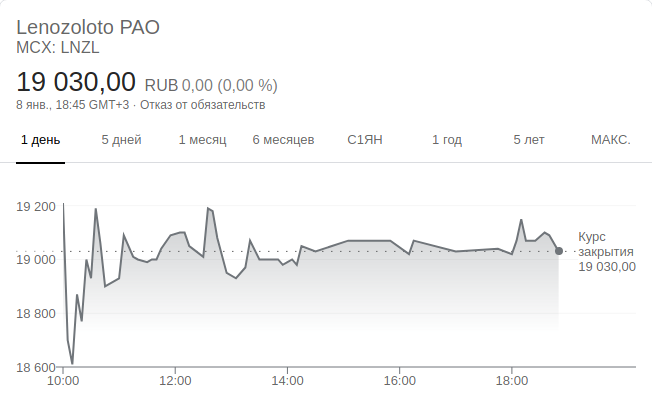 Lenozoloto PAO
MCX: LNZL
19 030,00 RUB 0,00 (0,00 %)
8 янв., 18:45 GMT+3 · Отказ от обязательств
1 день 5 дней 1 месяц 6 месяцев С1ЯН 1 год 5 лет МАКС.
19 200
19 000
18 800
18 600
Курс
закрытия
19 030,00
10:00 12:00 14:00 16:00 18:00